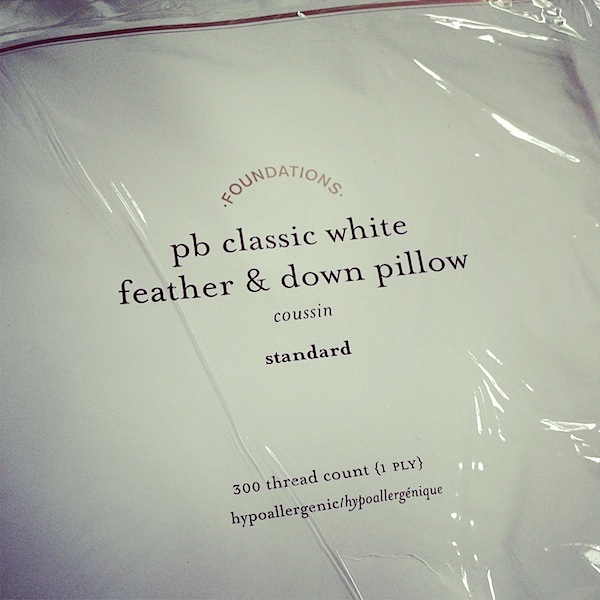 ·FOUNDATIONS·
pb classic white
feather & down pillow
coussin
standard
300 thread count {1 PLY}
hypoallergenic/hypoallergénique